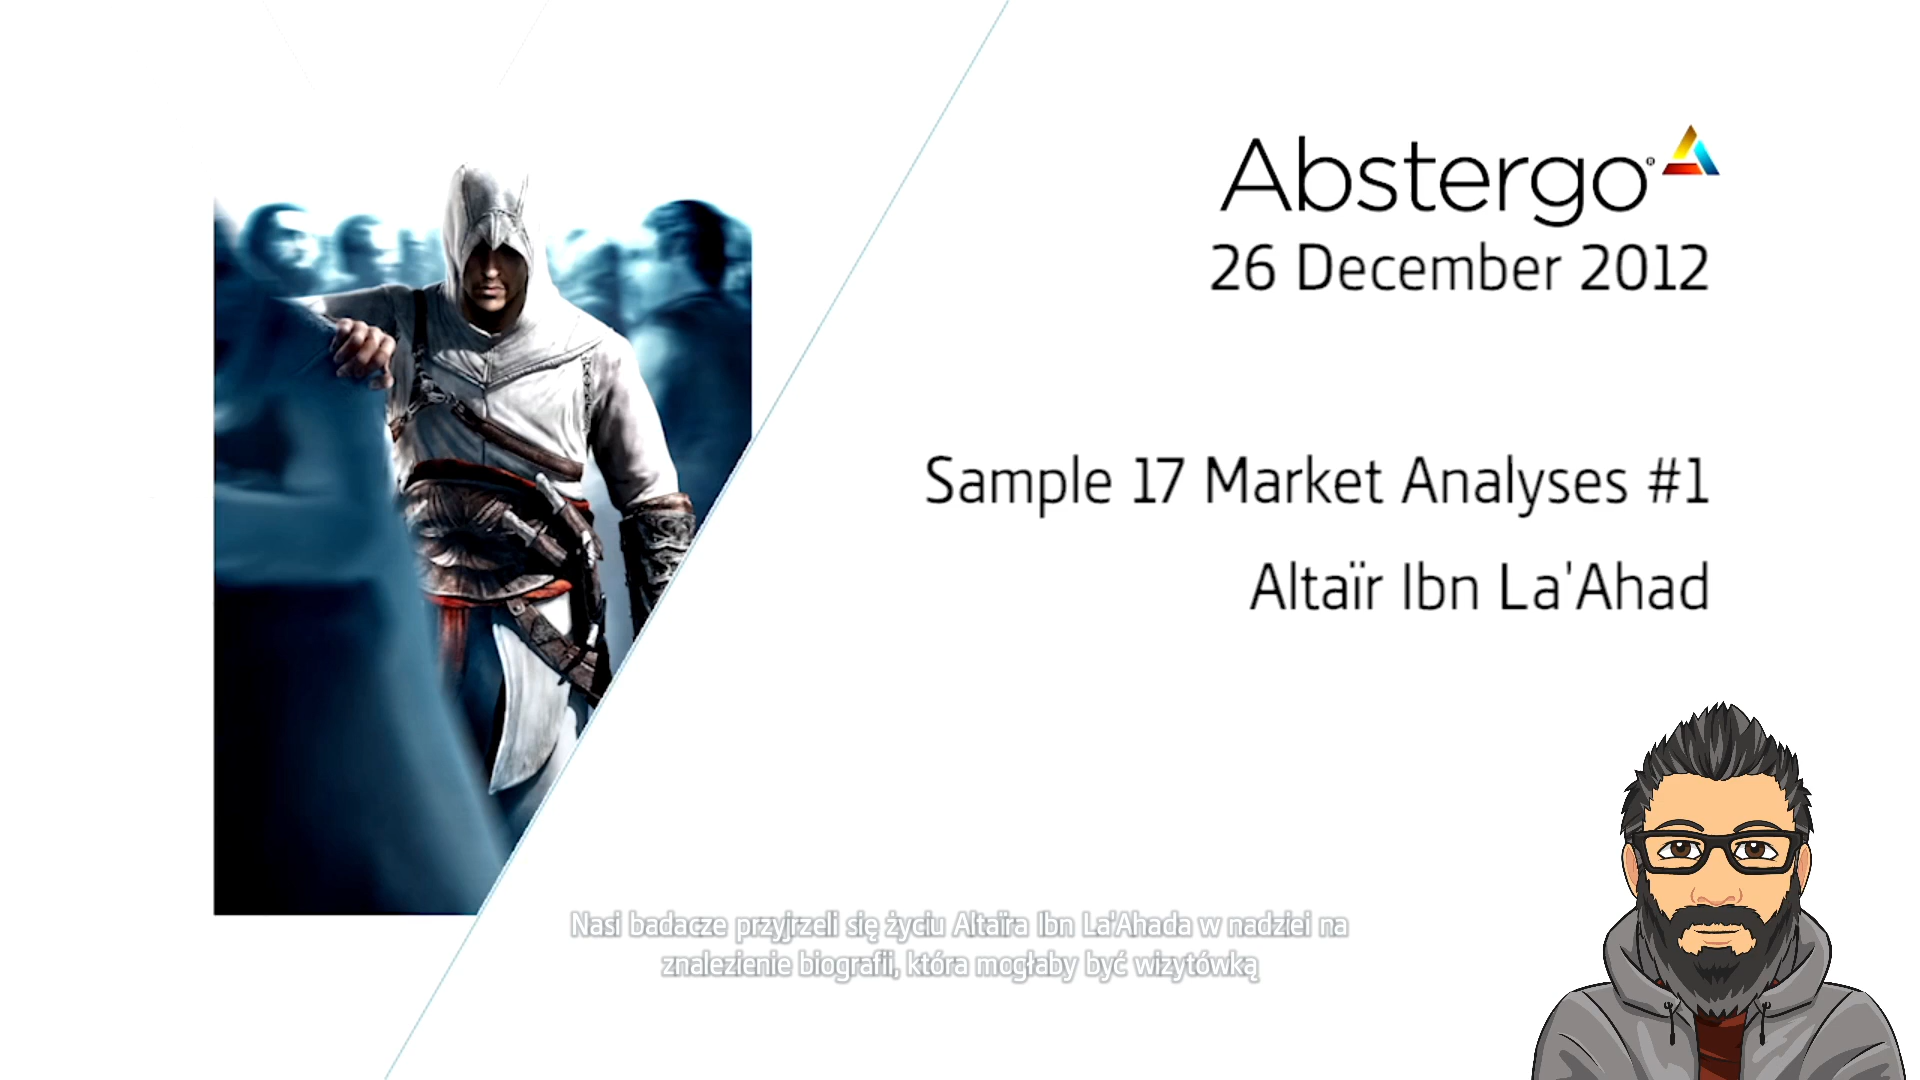 Abstergo®
26 December 2012
Sample 17 Market Analyses #1
Altaïr Ibn La'Ahad
Nasi badacze przyjrzeli się życiu Altaïra Ibn La'Ahada w nadziei na
znalezienie biografii, która mogłaby być wizytówką